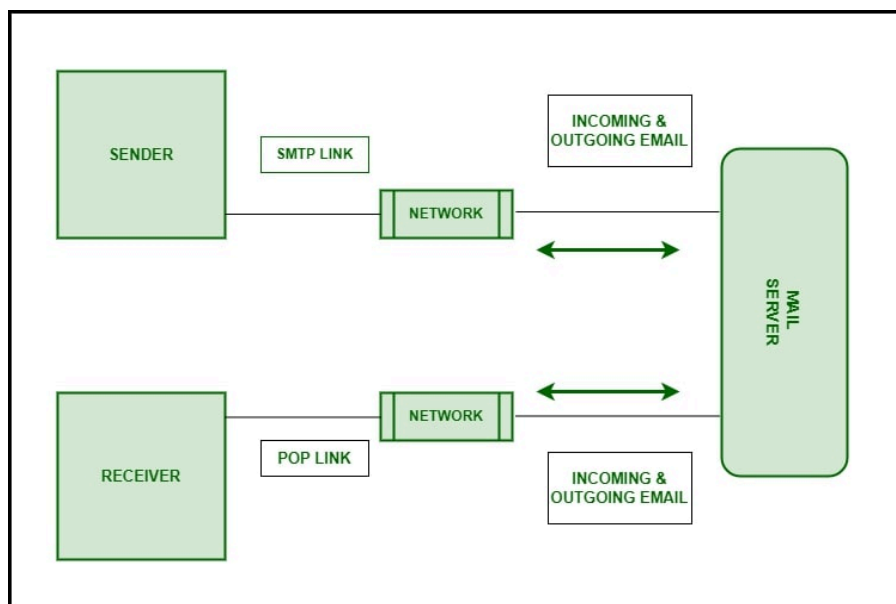 SENDER
SMTP LINK
INCOMING &
OUTGOING EMAIL
NETWORK
MAIL
SERVER
NETWORK
RECEIVER
POP LINK
INCOMING &
OUTGOING EMAIL